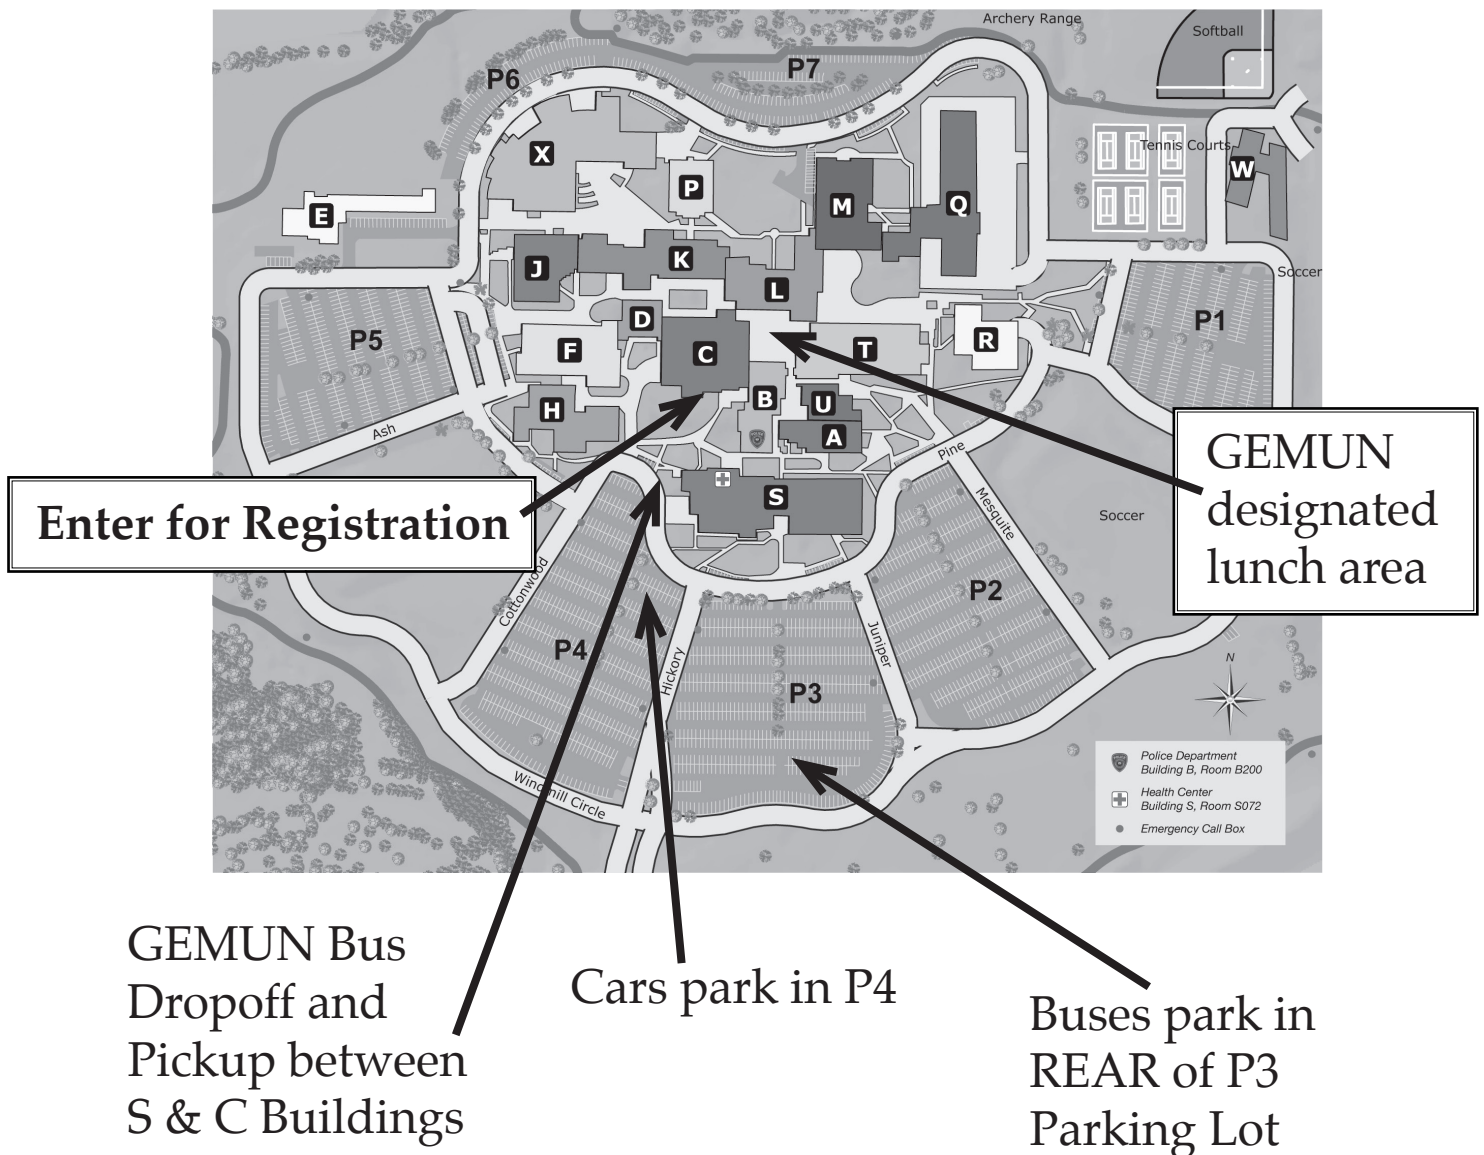 Archery Range
Softball
P6
P7
X
P
M
Q
Tennis Courts
W
E
J
K
L
Soccer
D
F
C
T
R
P1
P5
H
B
U
A
Ash
Pine
Enter for Registration
GEMUN
designated
lunch area
S
Mesquite
Soccer
Cottonwood
P4
Hickory
P3
Juniper
P2
N
Windmill Circle
Police Department
Building B, Room B200
Health Center
Building S, Room S072
Emergency Call Box
GEMUN Bus
Dropoff and
Pickup between
S & C Buildings
Cars park in P4
Buses park in
REAR of P3
Parking Lot